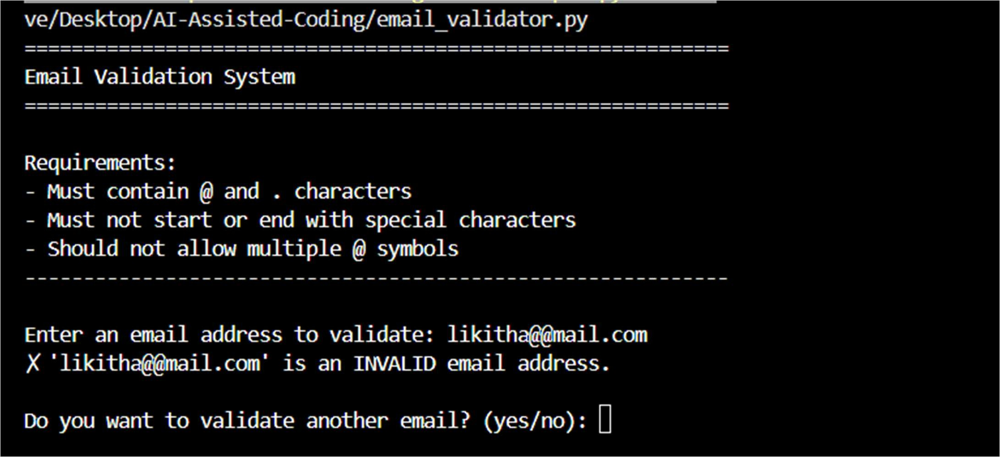 ve/Desktop/AI-Assisted-Coding/email_validator.py
============================================================
Email Validation System
============================================================
Requirements:
- Must contain @ and . characters
- Must not start or end with special characters
- Should not allow multiple @ symbols
------------------------------------------------------------
Enter an email address to validate: likitha@@mail.com
✗ 'likitha@@mail.com' is an INVALID email address.
Do you want to validate another email? (yes/no):